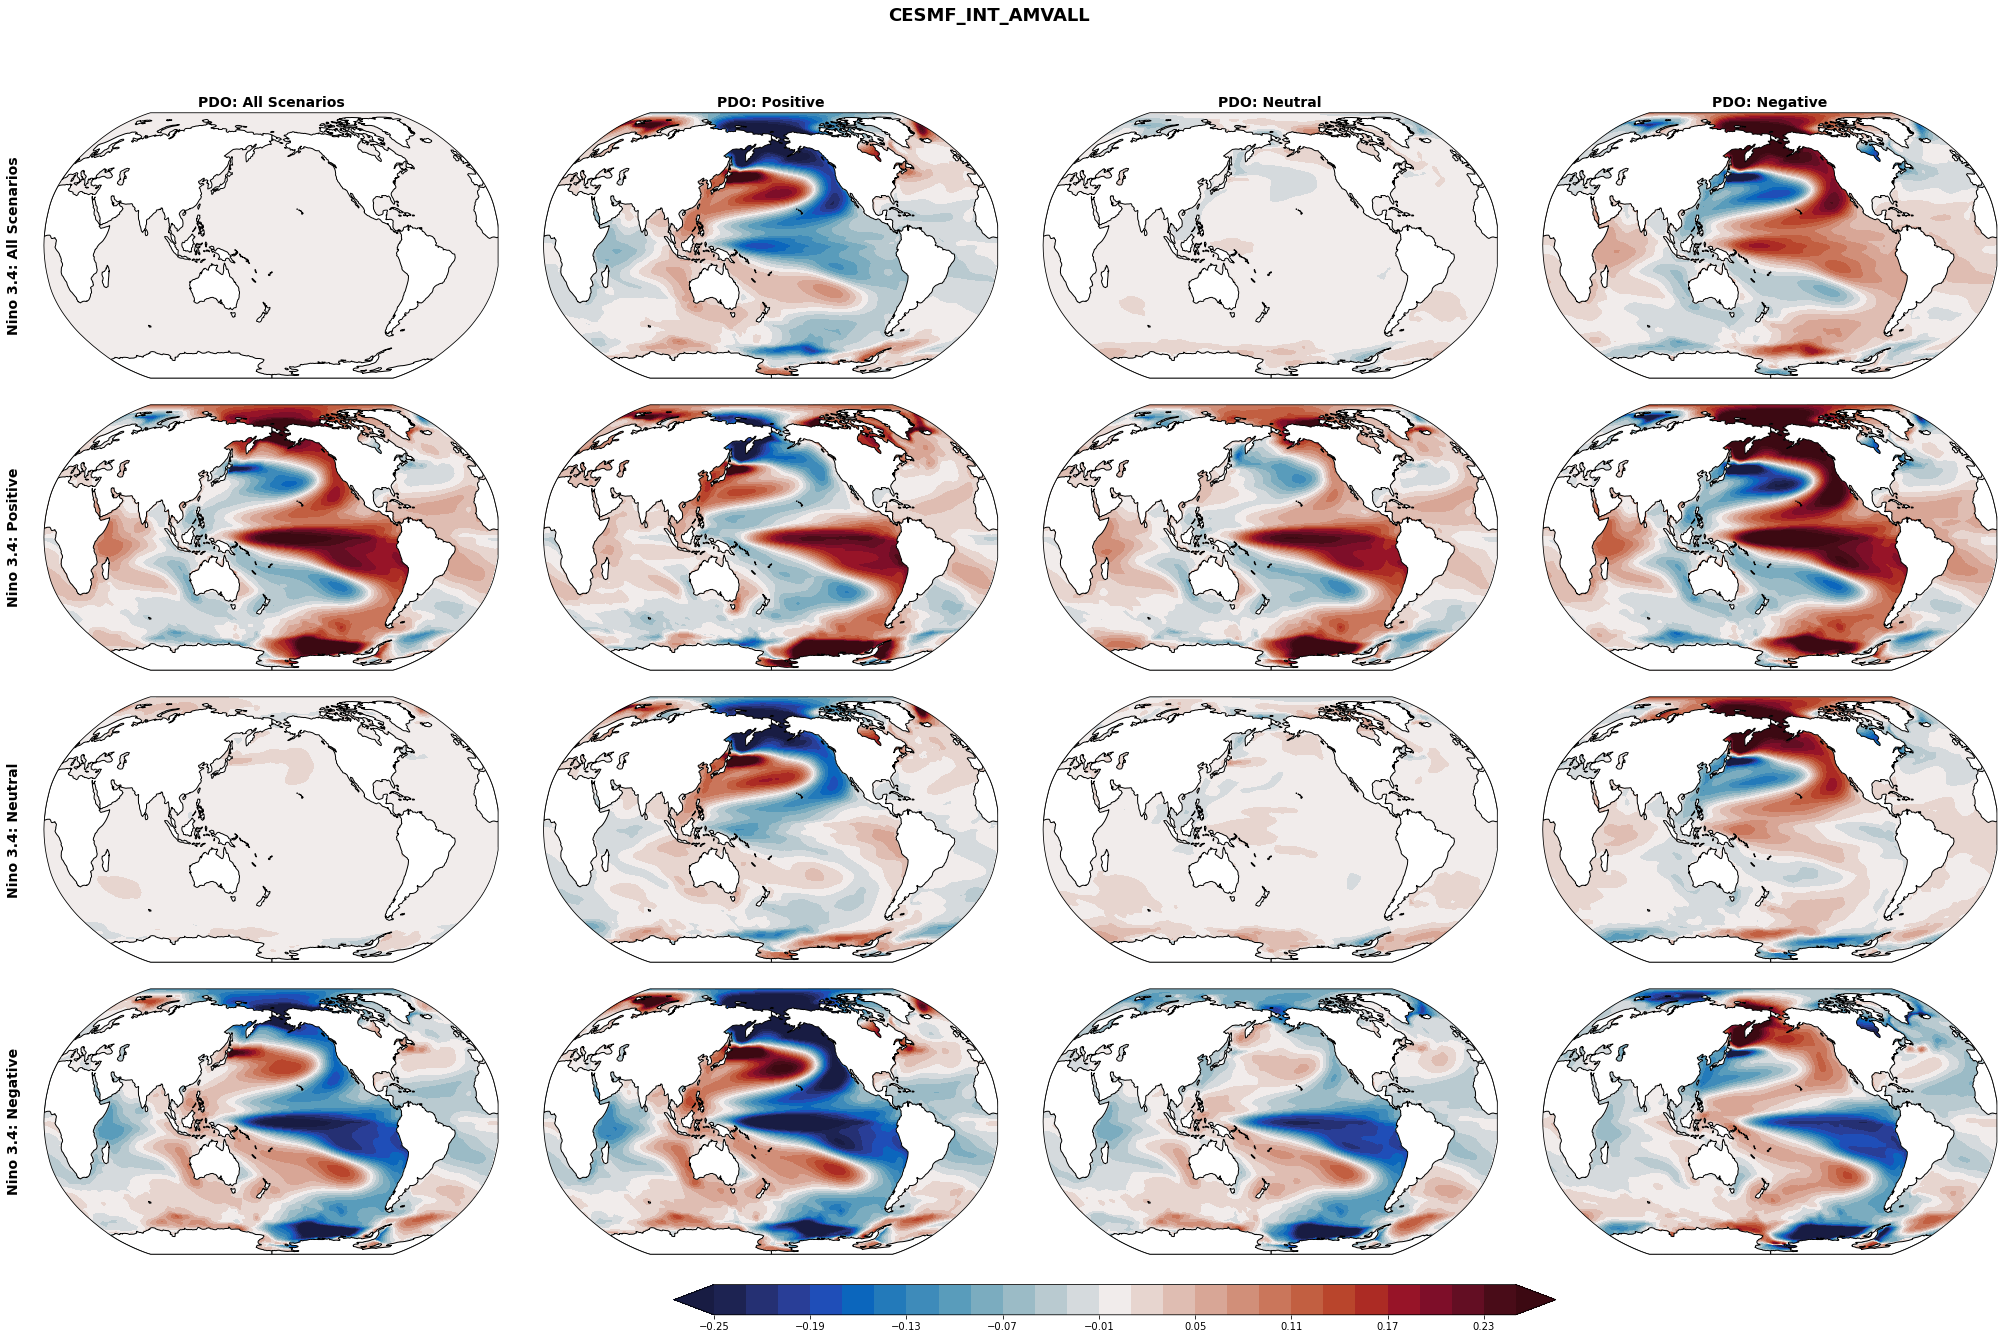 CESMF_INT_AMVALL
PDO: All Scenarios
PDO: Positive
PDO: Neutral
PDO: Negative
Nino 3.4: All Scenarios
Nino 3.4: Positive
Nino 3.4: Neutral
Nino 3.4: Negative
−0.25 −0.19 −0.13 −0.07 −0.01 0.05 0.11 0.17 0.23